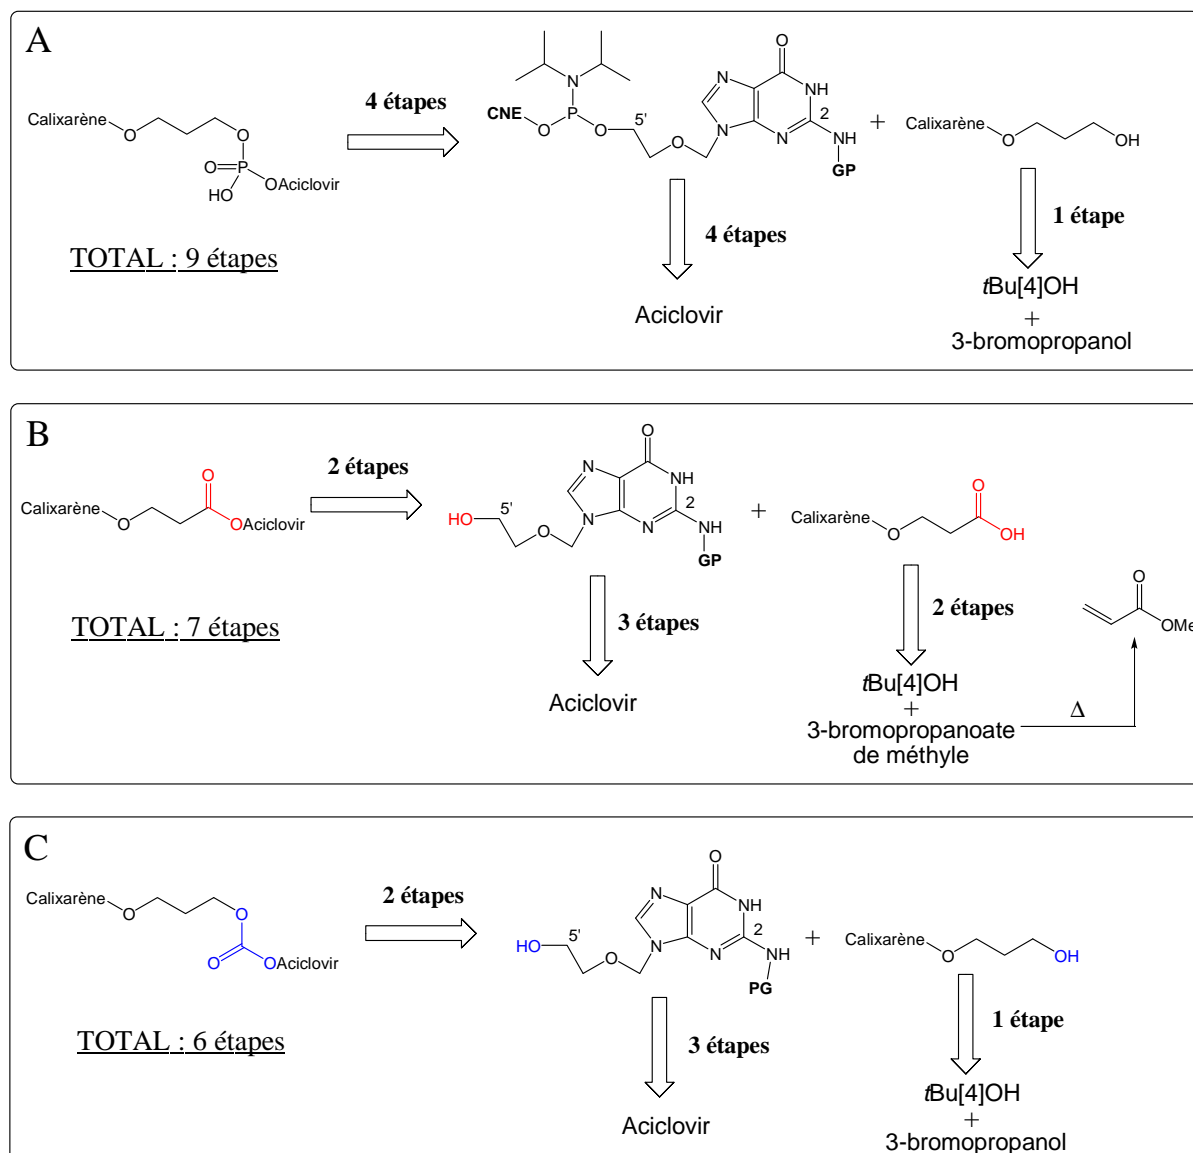 A
Calixarène
O
O
O
P
HO
OAciclovir
TOTAL : 9 étapes
4 étapes
N
CNE
O
P
O
5'
O
N
N
O
NH
N
2
NH
GP
+
Calixarène
O
OH
4 étapes
Aciclovir
1 étape
tBu[4]OH
+
3-bromopropanol
B
Calixarène
O
O
OAciclovir
TOTAL : 7 étapes
2 étapes
HO
5'
O
N
N
O
NH
N
2
NH
GP
+
Calixarène
O
O
OH
3 étapes
Aciclovir
2 étapes
tBu[4]OH
+
3-bromopropanoate
de méthyle
Δ
O
OMe
C
Calixarène
O
O
O
OAciclovir
TOTAL : 6 étapes
2 étapes
HO
5'
O
N
N
O
NH
N
2
NH
PG
+
Calixarène
O
OH
3 étapes
Aciclovir
1 étape
tBu[4]OH
+
3-bromopropanol